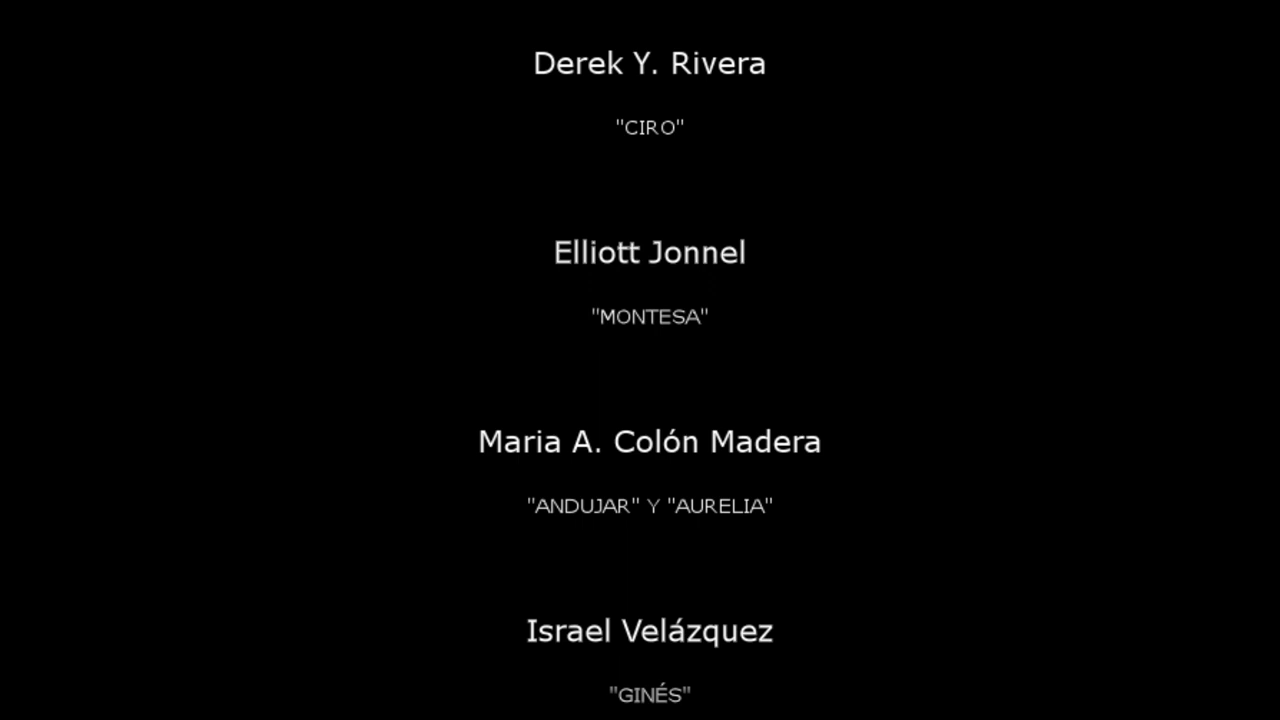 Derek Y. Rivera
"CIRO"
Elliott Jonnel
"MONTESA"
Maria A. Colón Madera
"ANDUJAR" Y "AURELIA"
Israel Velázquez
"GINÉS"